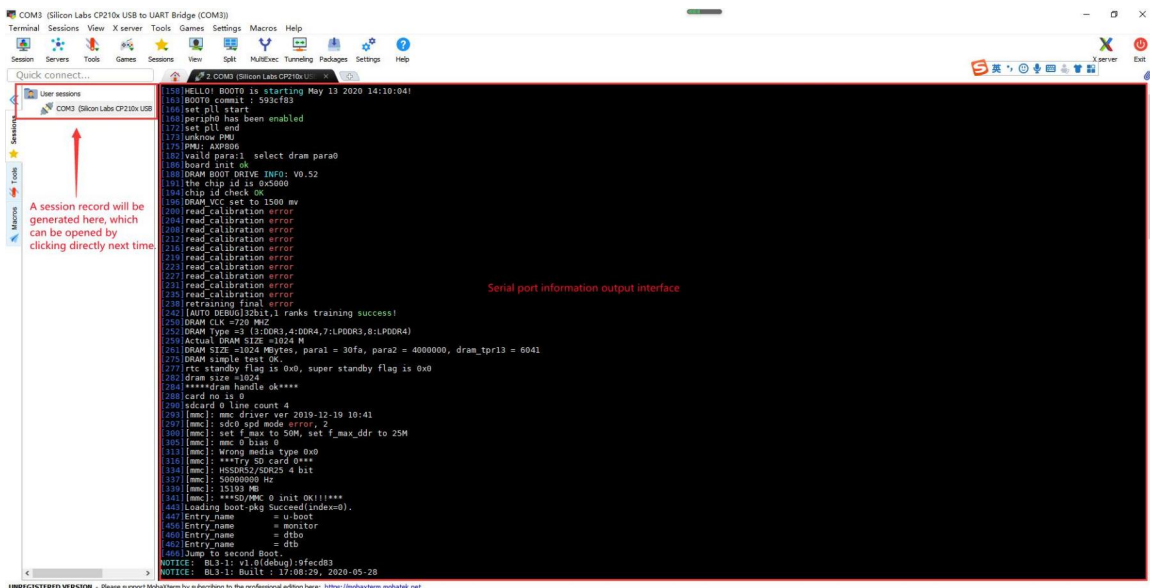 COM3 (Silicon Labs CP210x USB to UART Bridge (COM3))
Terminal Sessions View X server Tools Games Settings Macros Help
Session Servers Tools Games Sessions View Split MultiExec Tunneling Packages Settings Help X server Exit
英
Quick connect...
2. COM3 (Silicon Labs CP210x US
User sessions
COM3 (Silicon Labs CP210x USB
Sessions
Tools
Macros
A session record will be
generated here, which
can be opened by
clicking directly next time.
[158]HELLO! BOOT0 is starting May 13 2020 14:10:04!
[163]BOOT0 commit : 593cf83
[166]set pll start
[168]periph0 has been enabled
[172]set pll end
[173]unknow PMU
[175]PMU: AXP806
[182]vaild para:1 select dram para0
[186]board init ok
[188]DRAM BOOT DRIVE INFO: V0.52
[191]the chip id is 0x5000
[194]chip id check OK
[196]DRAM_VCC set to 1500 mv
[200]read_calibration error
[204]read_calibration error
[208]read_calibration error
[212]read_calibration error
[216]read_calibration error
[219]read_calibration error
[223]read_calibration error
[227]read_calibration error
[231]read_calibration error
[235]read_calibration error
[238]retraining final error
[242][AUTO DEBUG]32bit,1 ranks training success!
[250]DRAM CLK =720 MHZ
[252]DRAM Type =3 (3:DDR3,4:DDR4,7:LPDDR3,8:LPDDR4)
[259]Actual DRAM SIZE =1024 M
[261]DRAM SIZE =1024 MBytes, para1 = 30fa, para2 = 4000000, dram_tpr13 = 6041
[275]DRAM simple test OK.
[277]rtc standby flag is 0x0, super standby flag is 0x0
[282]dram size =1024
[284]*****dram handle ok****
[288]card no is 0
[290]sdcard 0 line count 4
[293][mmc]: mmc driver ver 2019-12-19 10:41
[297][mmc]: sdc0 spd mode error, 2
[300][mmc]: set f_max to 50M, set f_max_ddr to 25M
[305][mmc]: mmc 0 bias 0
[313][mmc]: Wrong media type 0x0
[316][mmc]: ***Try SD card 0***
[334][mmc]: HSSDR52/SDR25 4 bit
[337][mmc]: 50000000 Hz
[339][mmc]: 15193 MB
[341][mmc]: ***SD/MMC 0 init OK!!!***
[443]Loading boot-pkg Succeed(index=0).
[447]Entry_name = u-boot
[456]Entry_name = monitor
[460]Entry_name = dtbo
[462]Entry_name = dtb
[466]Jump to second Boot.
NOTICE: BL3-1: v1.0(debug):9fecd83
NOTICE: BL3-1: Built : 17:08:29, 2020-05-28
Serial port information output interface
UNREGISTERED VERSION - Please support MobaXterm by subscribing to the professional edition here: https://mobaxterm.mobatek.net